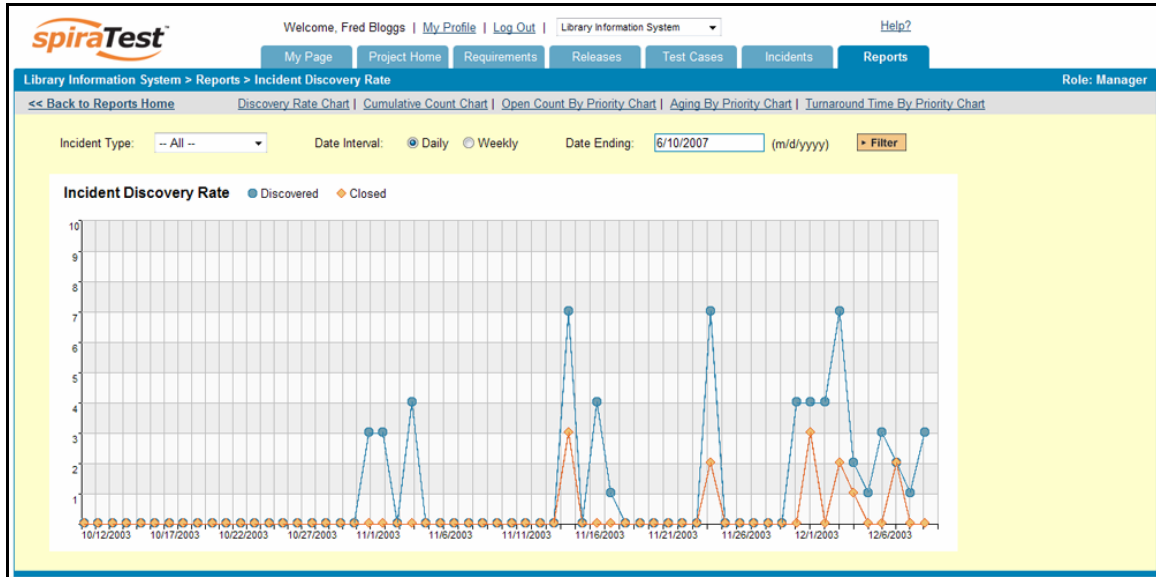 spiraTest™
Welcome, Fred Bloggs | My Profile | Log Out | Library Information System
Help?
My Page Project Home Requirements Releases Test Cases Incidents Reports
Library Information System > Reports > Incident Discovery Rate Role: Manager
<< Back to Reports Home Discovery Rate Chart | Cumulative Count Chart | Open Count By Priority Chart | Aging By Priority Chart | Turnaround Time By Priority Chart
Incident Type: -- All -- Date Interval: Daily Weekly Date Ending: 6/10/2007 (m/d/yyyy) Filter
Incident Discovery Rate Discovered Closed
10
9
8
7
6
5
4
3
2
1
10/12/2003 10/17/2003 10/22/2003 10/27/2003 11/1/2003 11/6/2003 11/11/2003 11/16/2003 11/21/2003 11/26/2003 12/1/2003 12/6/2003